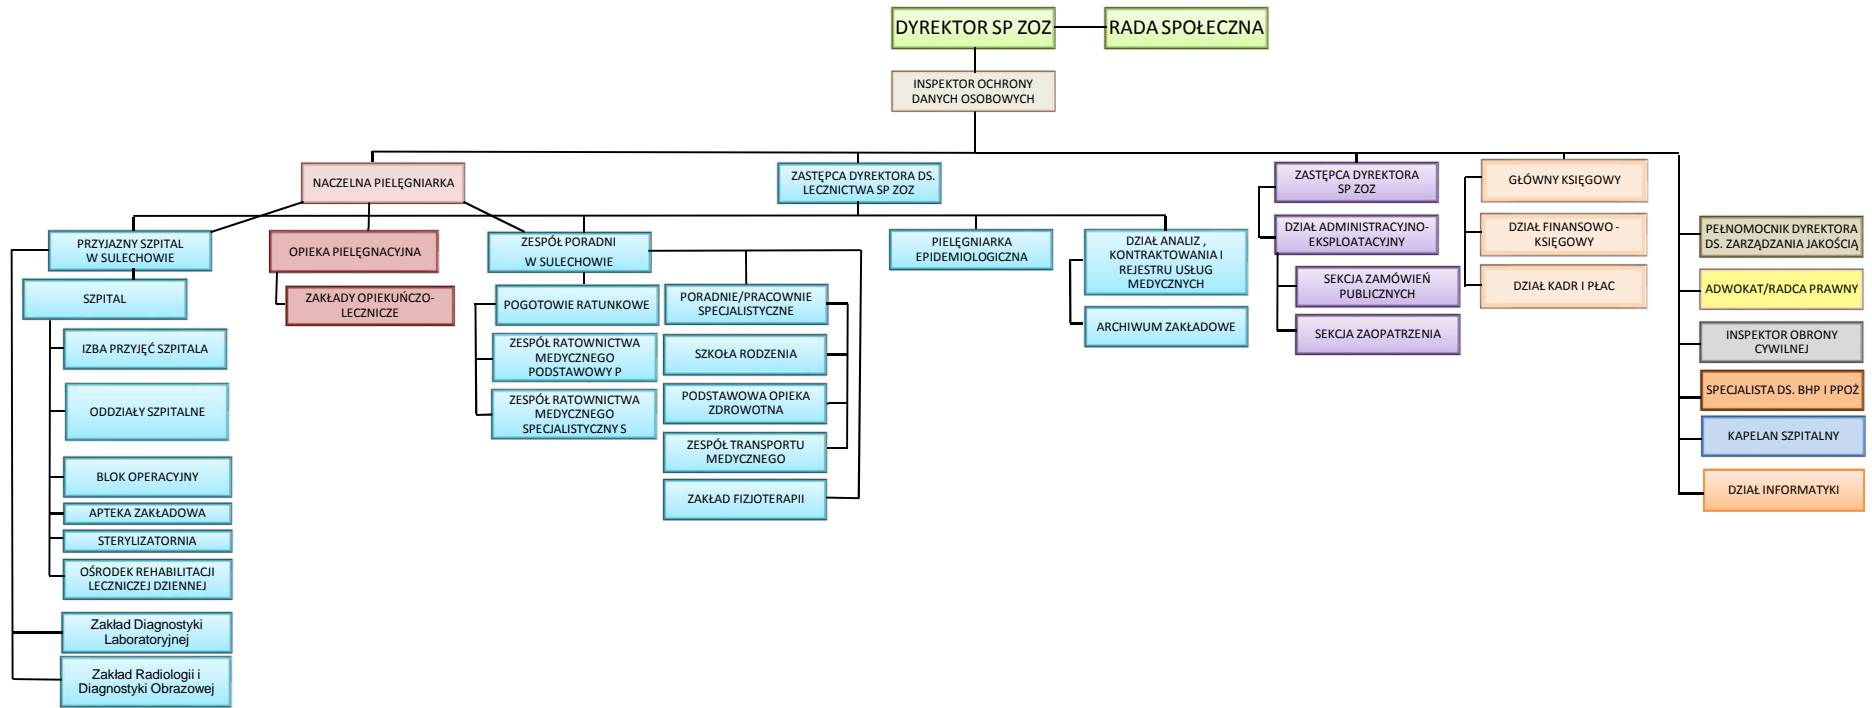 DYREKTOR SP ZOZ
RADA SPOŁECZNA
INSPEKTOR OCHRONY
DANYCH OSOBOWYCH
NACZELNA PIELĘGNIARKA
ZASTĘPCA DYREKTORA DS.
LECZNICTWA SP ZOZ
ZASTĘPCA DYREKTORA
SP ZOZ
GŁÓWNY KSIĘGOWY
PRZYJAZNY SZPITAL
W SULECHOWIE
OPIEKA PIELĘGNACYJNA
ZESPÓŁ PORADNI
W SULECHOWIE
PIELĘGNIARKA
EPIDEMIOLOGICZNA
DZIAŁ ANALIZ ,
KONTRAKTOWANIA I
REJESTRU USŁUG
MEDYCZNYCH
DZIAŁ ADMINISTRACYJNO-
EKSPLOATACYJNY
DZIAŁ FINANSOWO -
KSIĘGOWY
PEŁNOMOCNIK DYREKTORA
DS. ZARZĄDZANIA JAKOŚCIĄ
SZPITAL
ZAKŁADY OPIEKUŃCZO-
LECZNICZE
POGOTOWIE RATUNKOWE
PORADNIE/PRACOWNIE
SPECJALISTYCZNE
SEKCJA ZAMÓWIEŃ
PUBLICZNYCH
DZIAŁ KADR I PŁAC
ADWOKAT/RADCA PRAWNY
ARCHIWUM ZAKŁADOWE
SEKCJA ZAOPATRZENIA
INSPEKTOR OBRONY
CYWILNEJ
IZBA PRZYJĘĆ SZPITALA
ZESPÓŁ RATOWNICTWA
MEDYCZNEGO
PODSTAWOWY P
SZKOŁA RODZENIA
SPECJALISTA DS. BHP I PPOŻ
ODDZIAŁY SZPITALNE
ZESPÓŁ RATOWNICTWA
MEDYCZNEGO
SPECJALISTYCZNY S
PODSTAWOWA OPIEKA
ZDROWOTNA
KAPELAN SZPITALNY
ZESPÓŁ TRANSPORTU
MEDYCZNEGO
BLOK OPERACYJNY
ZAKŁAD FIZJOTERAPII
DZIAŁ INFORMATYKI
APTEKA ZAKŁADOWA
STERYLIZATORNIA
OŚRODEK REHABILITACJI
LECZNICZEJ DZIENNEJ
Zakład Diagnostyki
Laboratoryjnej
Zakład Radiologii i
Diagnostyki Obrazowej